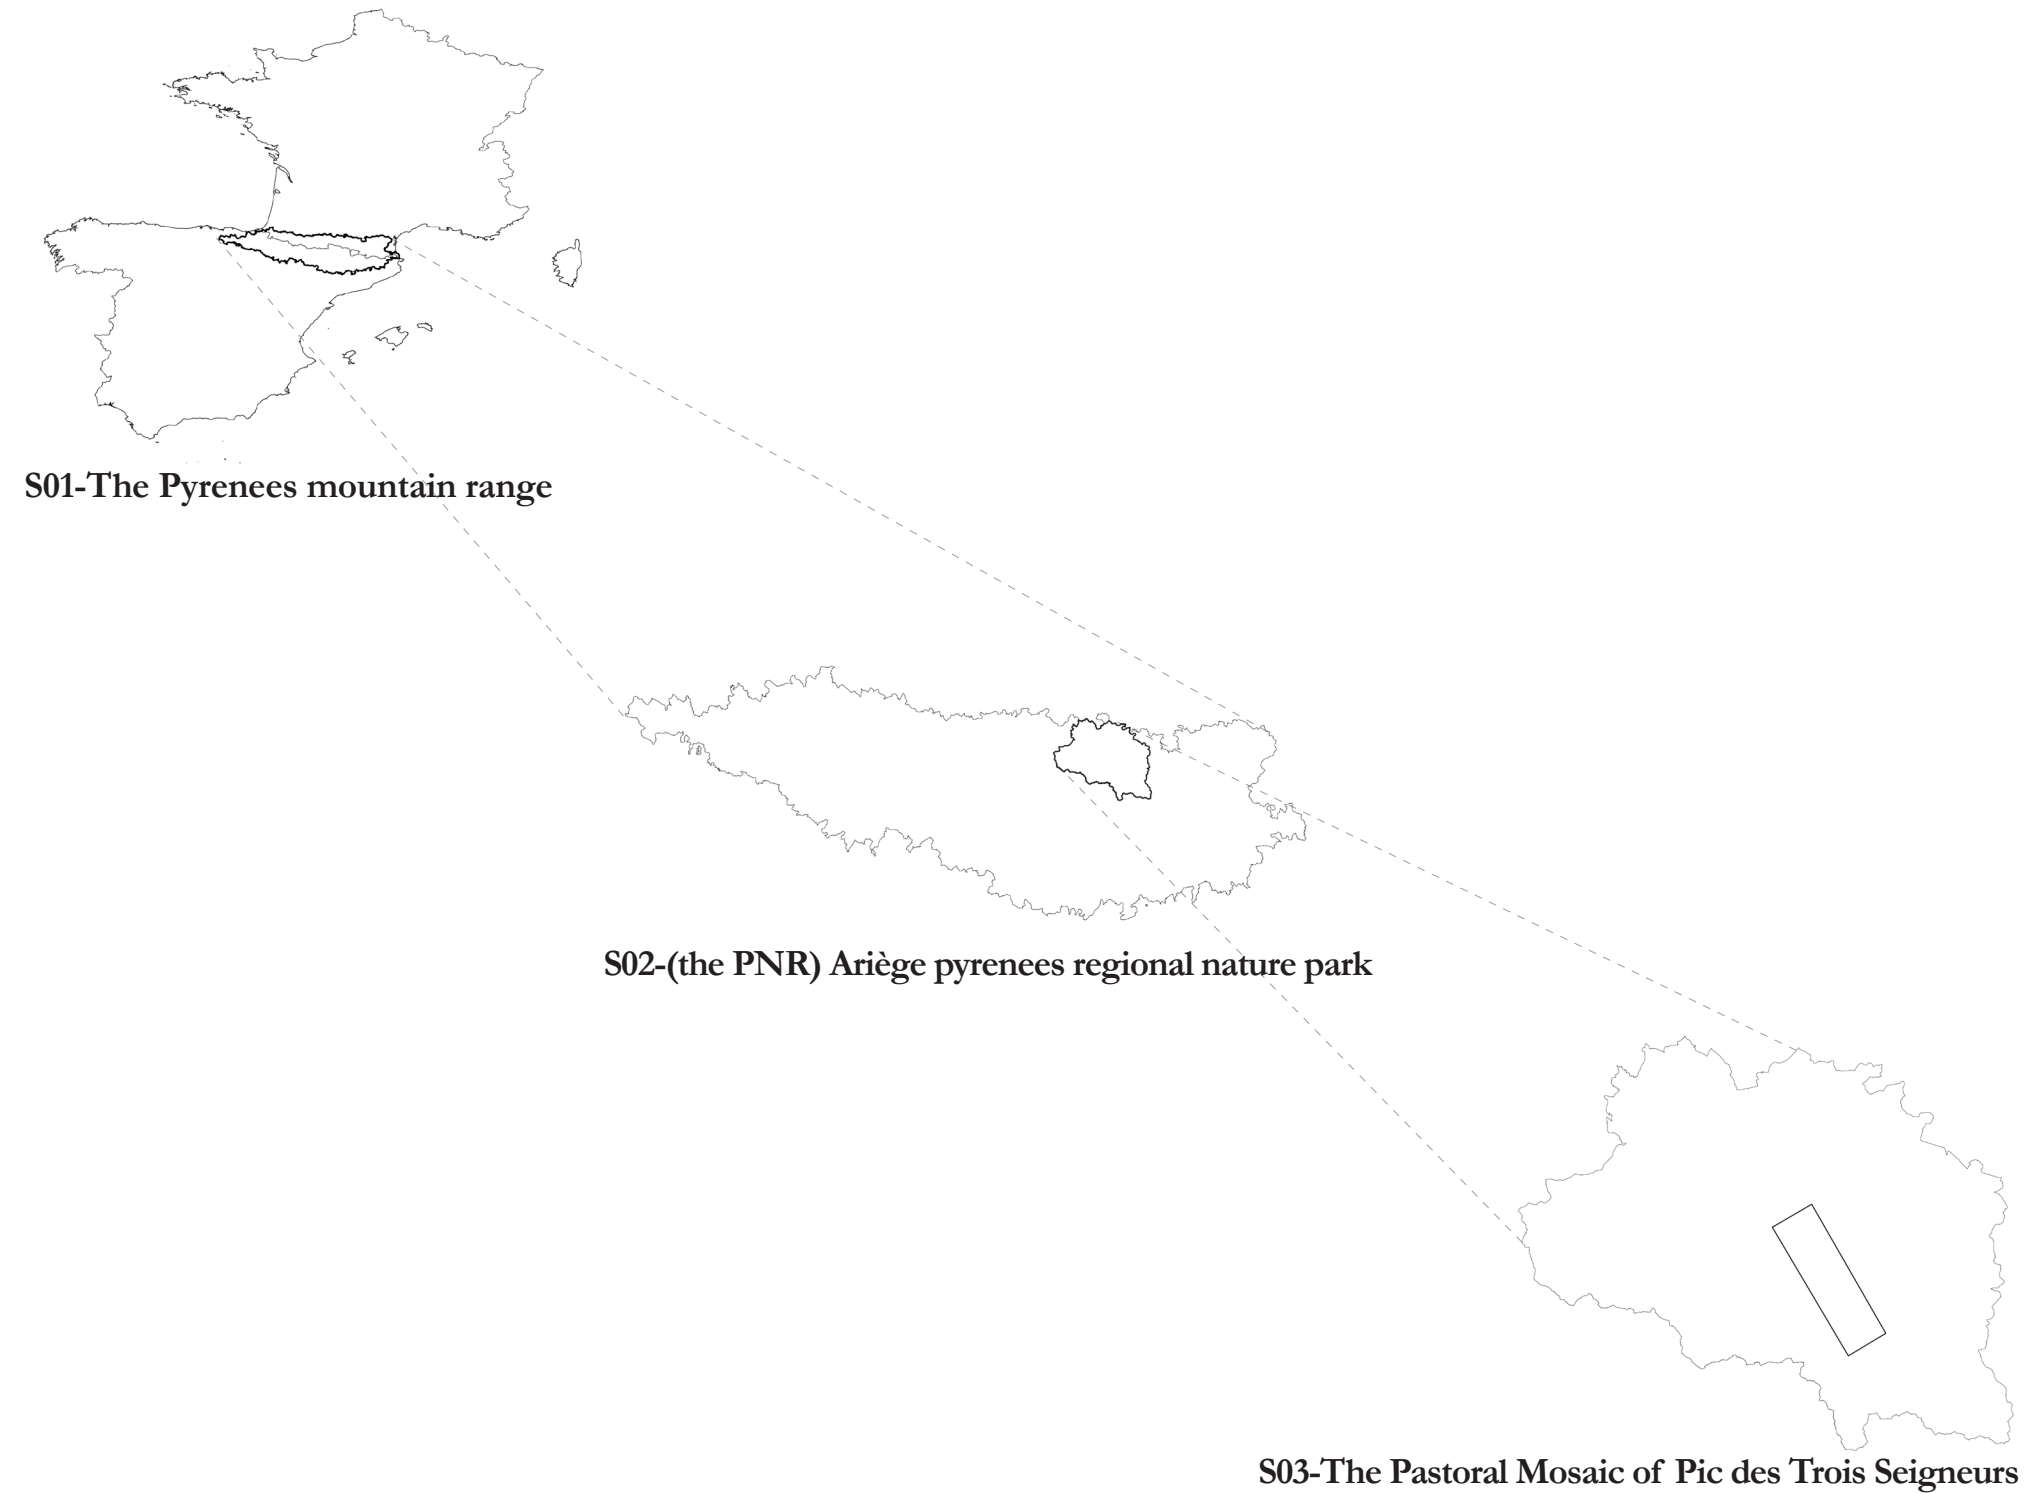 S01-The Pyrenees mountain range
S02-(the PNR) Ariège pyrenees regional nature park
S03-The Pastoral Mosaic of Pic des Trois Seigneurs